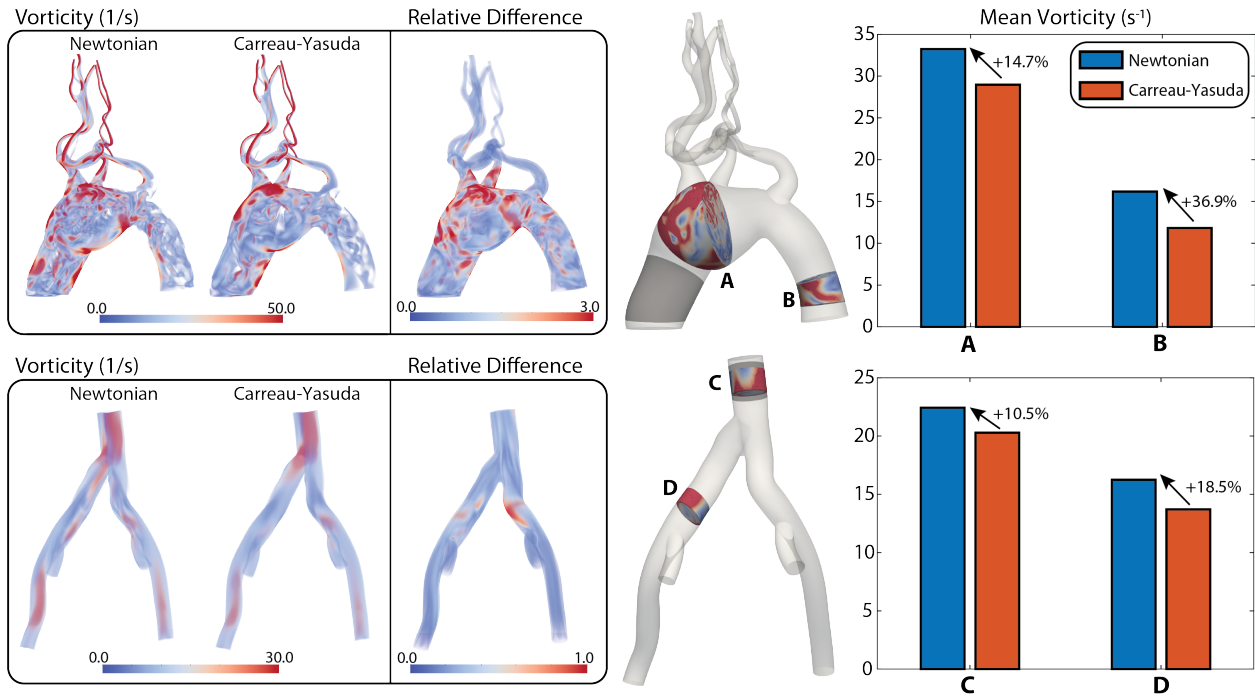 Vorticity (1/s)
Relative Difference
Newtonian
Carreau-Yasuda
0.0
50.0
0.0
3.0
A
B
Mean Vorticity (s⁻¹)
35
30
25
20
15
10
5
0
+14.7%
+36.9%
Newtonian
Carreau-Yasuda
A
B
Vorticity (1/s)
Relative Difference
Newtonian
Carreau-Yasuda
0.0
30.0
0.0
1.0
C
D
25
20
15
10
5
0
+10.5%
+18.5%
C
D